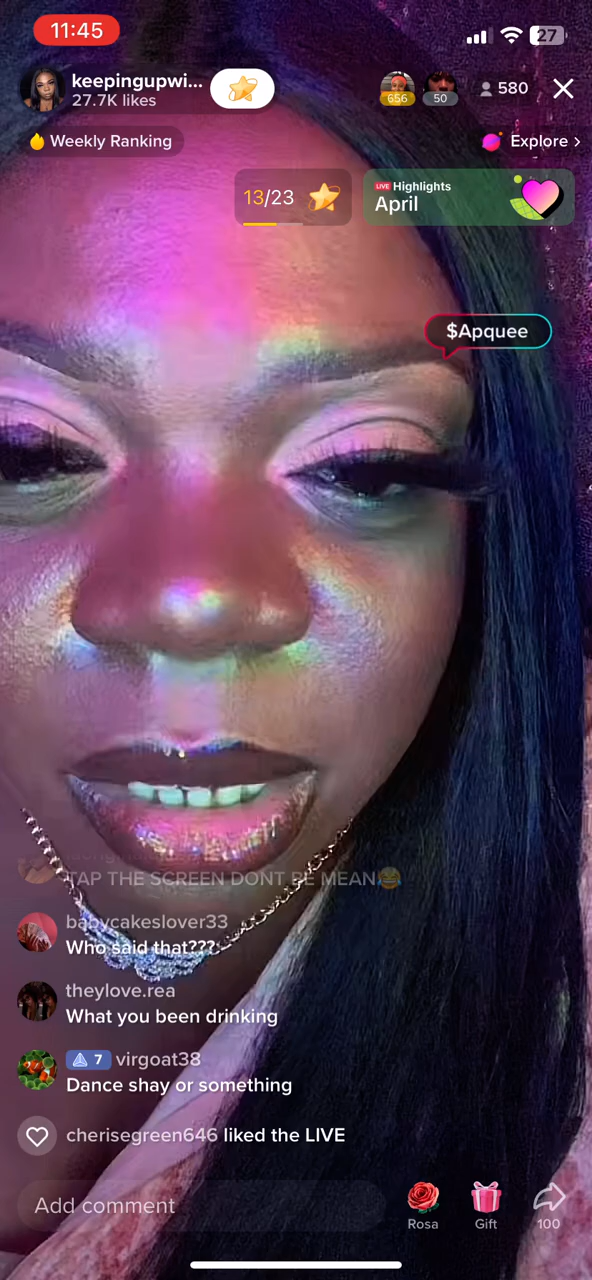 11:45
27
keepingupwi...
27.7K likes
656
50
580
Weekly Ranking
Explore >
13/23
LIVE Highlights
April
$Apquee
TAP THE SCREEN DONT BE MEAN😂
babycakeslover33
Who said that???
theylove.rea
What you been drinking
7 virgoat38
Dance shay or something
cherisegreen646 liked the LIVE
Add comment
Rosa
Gift
100